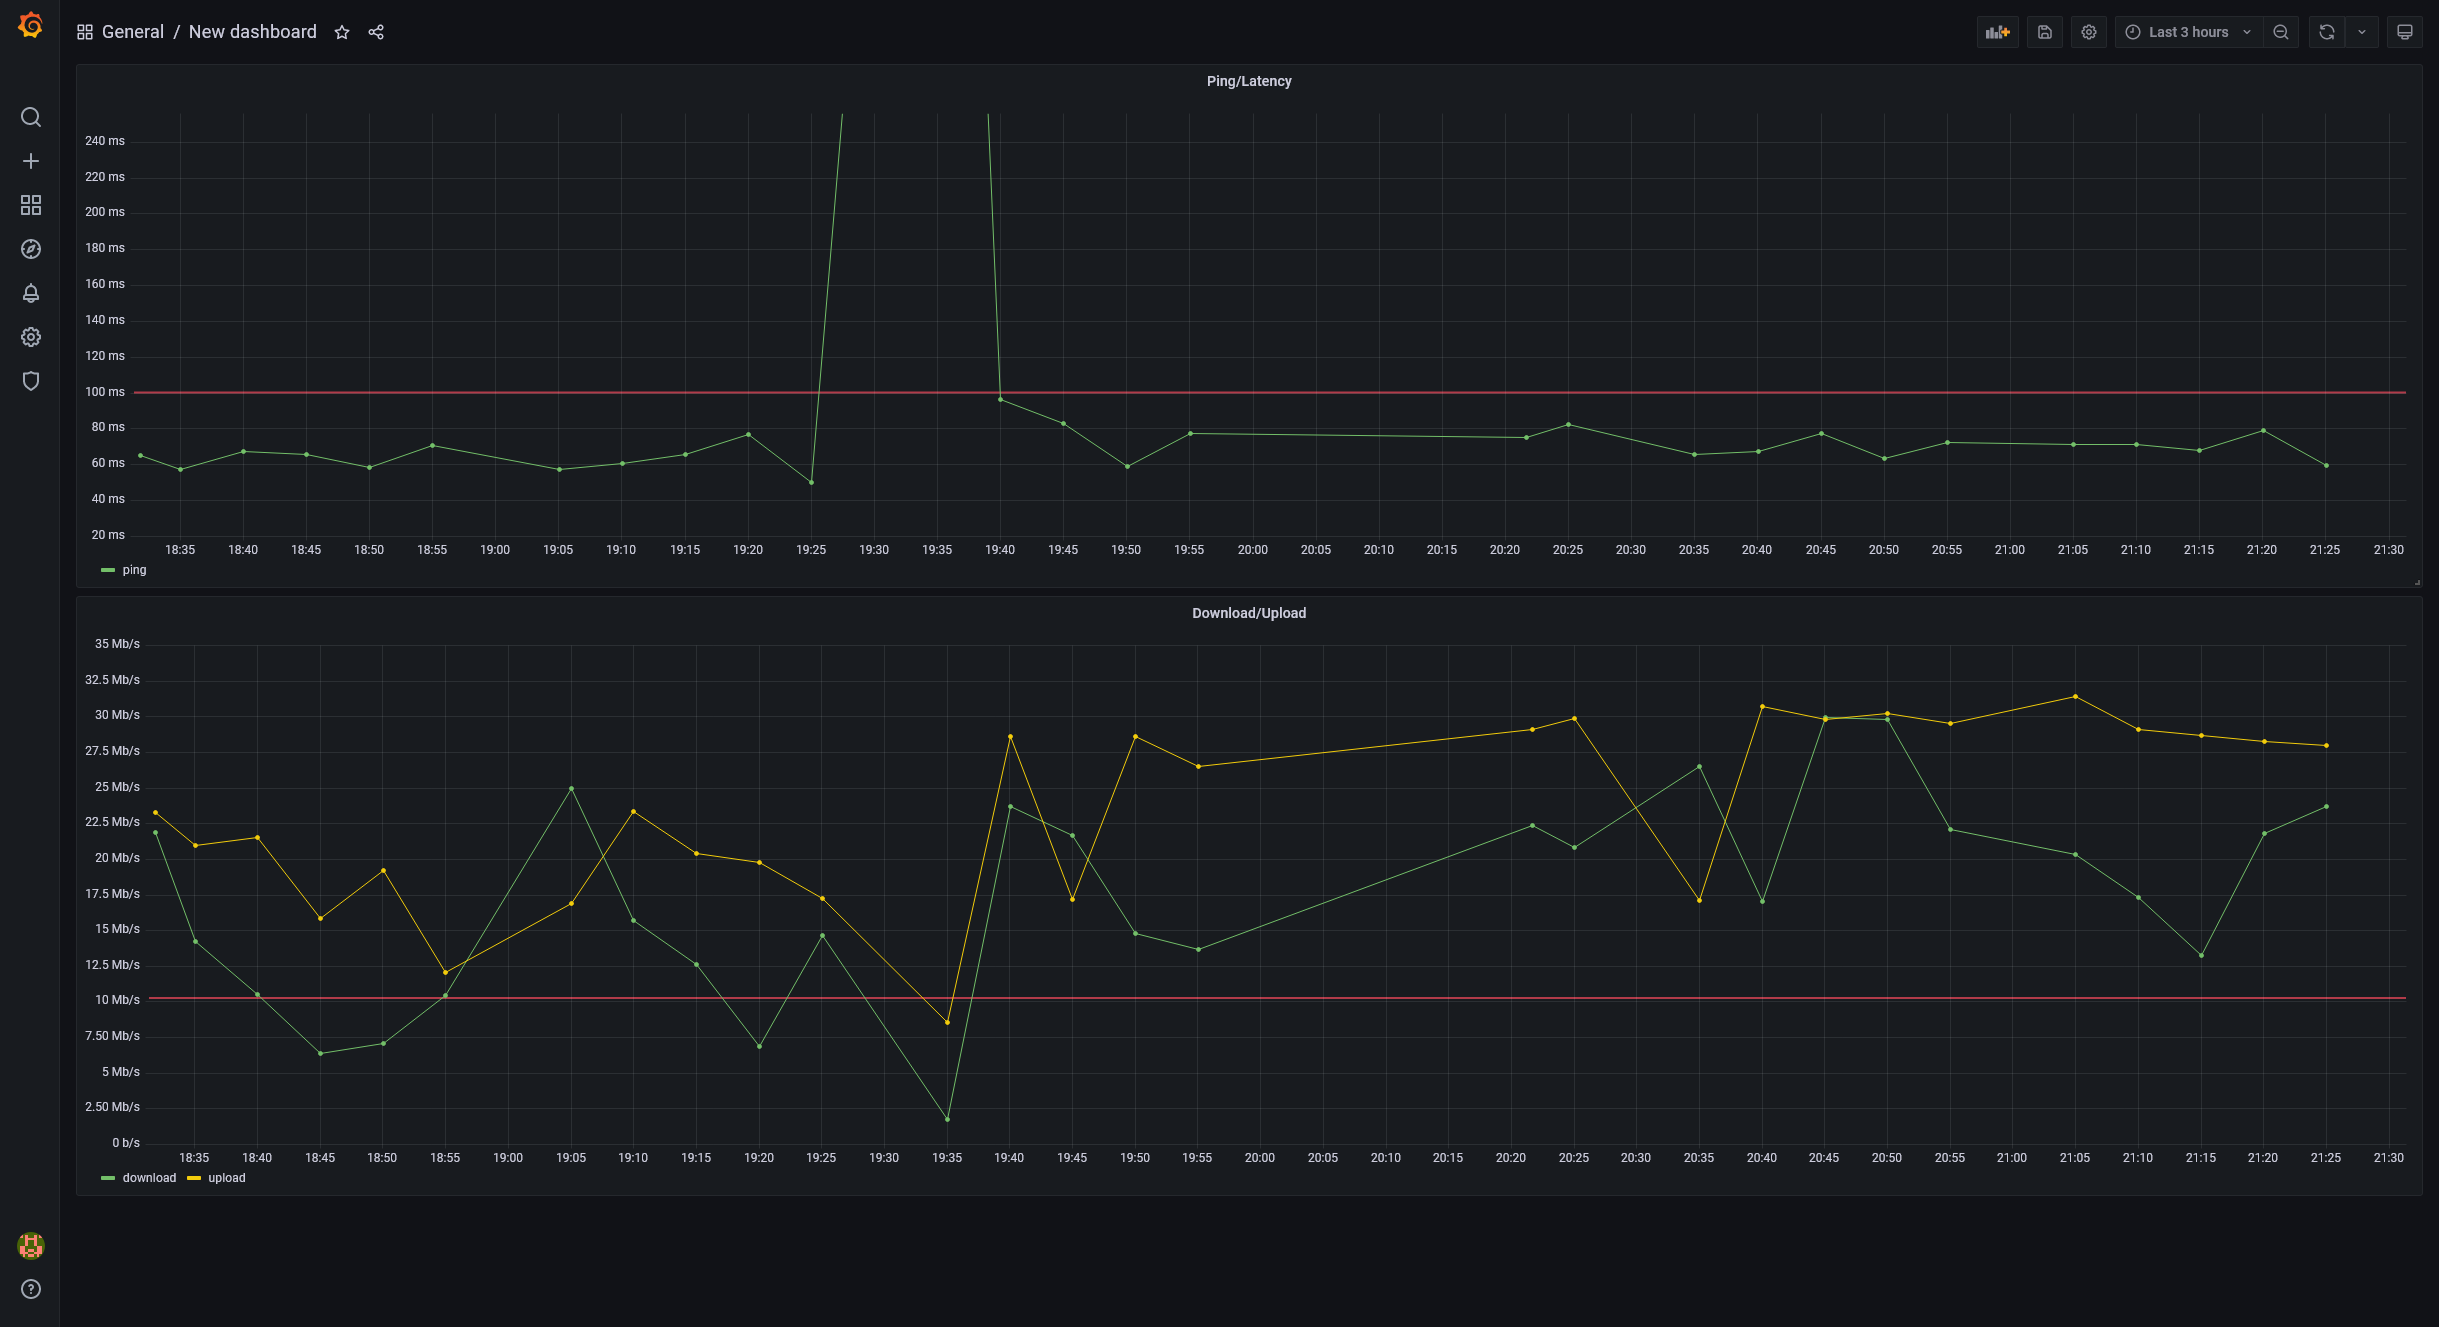 General / New dashboard
Last 3 hours
Ping/Latency
240 ms
220 ms
200 ms
180 ms
160 ms
140 ms
120 ms
100 ms
80 ms
60 ms
40 ms
20 ms
18:35 18:40 18:45 18:50 18:55 19:00 19:05 19:10 19:15 19:20 19:25 19:30 19:35 19:40 19:45 19:50 19:55 20:00 20:05 20:10 20:15 20:20 20:25 20:30 20:35 20:40 20:45 20:50 20:55 21:00 21:05 21:10 21:15 21:20 21:25 21:30
ping
Download/Upload
35 Mb/s
32.5 Mb/s
30 Mb/s
27.5 Mb/s
25 Mb/s
22.5 Mb/s
20 Mb/s
17.5 Mb/s
15 Mb/s
12.5 Mb/s
10 Mb/s
7.50 Mb/s
5 Mb/s
2.50 Mb/s
0 b/s
18:35 18:40 18:45 18:50 18:55 19:00 19:05 19:10 19:15 19:20 19:25 19:30 19:35 19:40 19:45 19:50 19:55 20:00 20:05 20:10 20:15 20:20 20:25 20:30 20:35 20:40 20:45 20:50 20:55 21:00 21:05 21:10 21:15 21:20 21:25 21:30
download upload